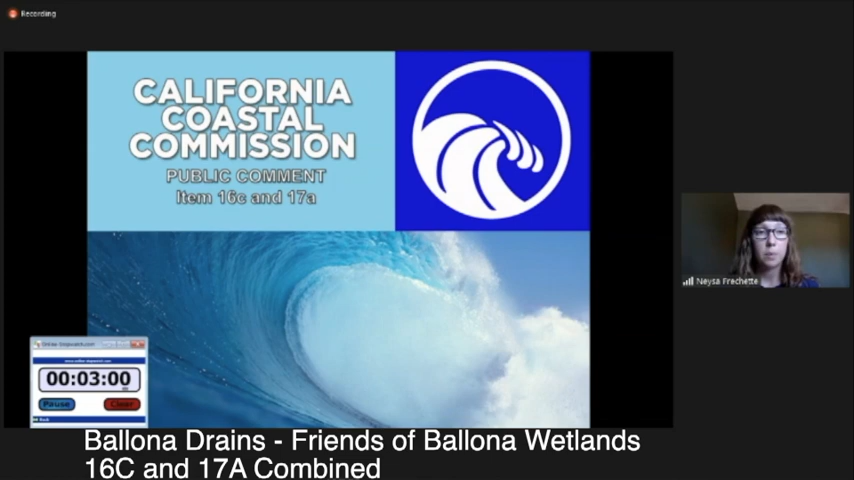 Recording
CALIFORNIA
COASTAL
COMMISSION
PUBLIC COMMENT
Item 16c and 17a
Neysa Frechette
00:03:00
Pause
Clear
Ballona Drains - Friends of Ballona Wetlands
16C and 17A Combined